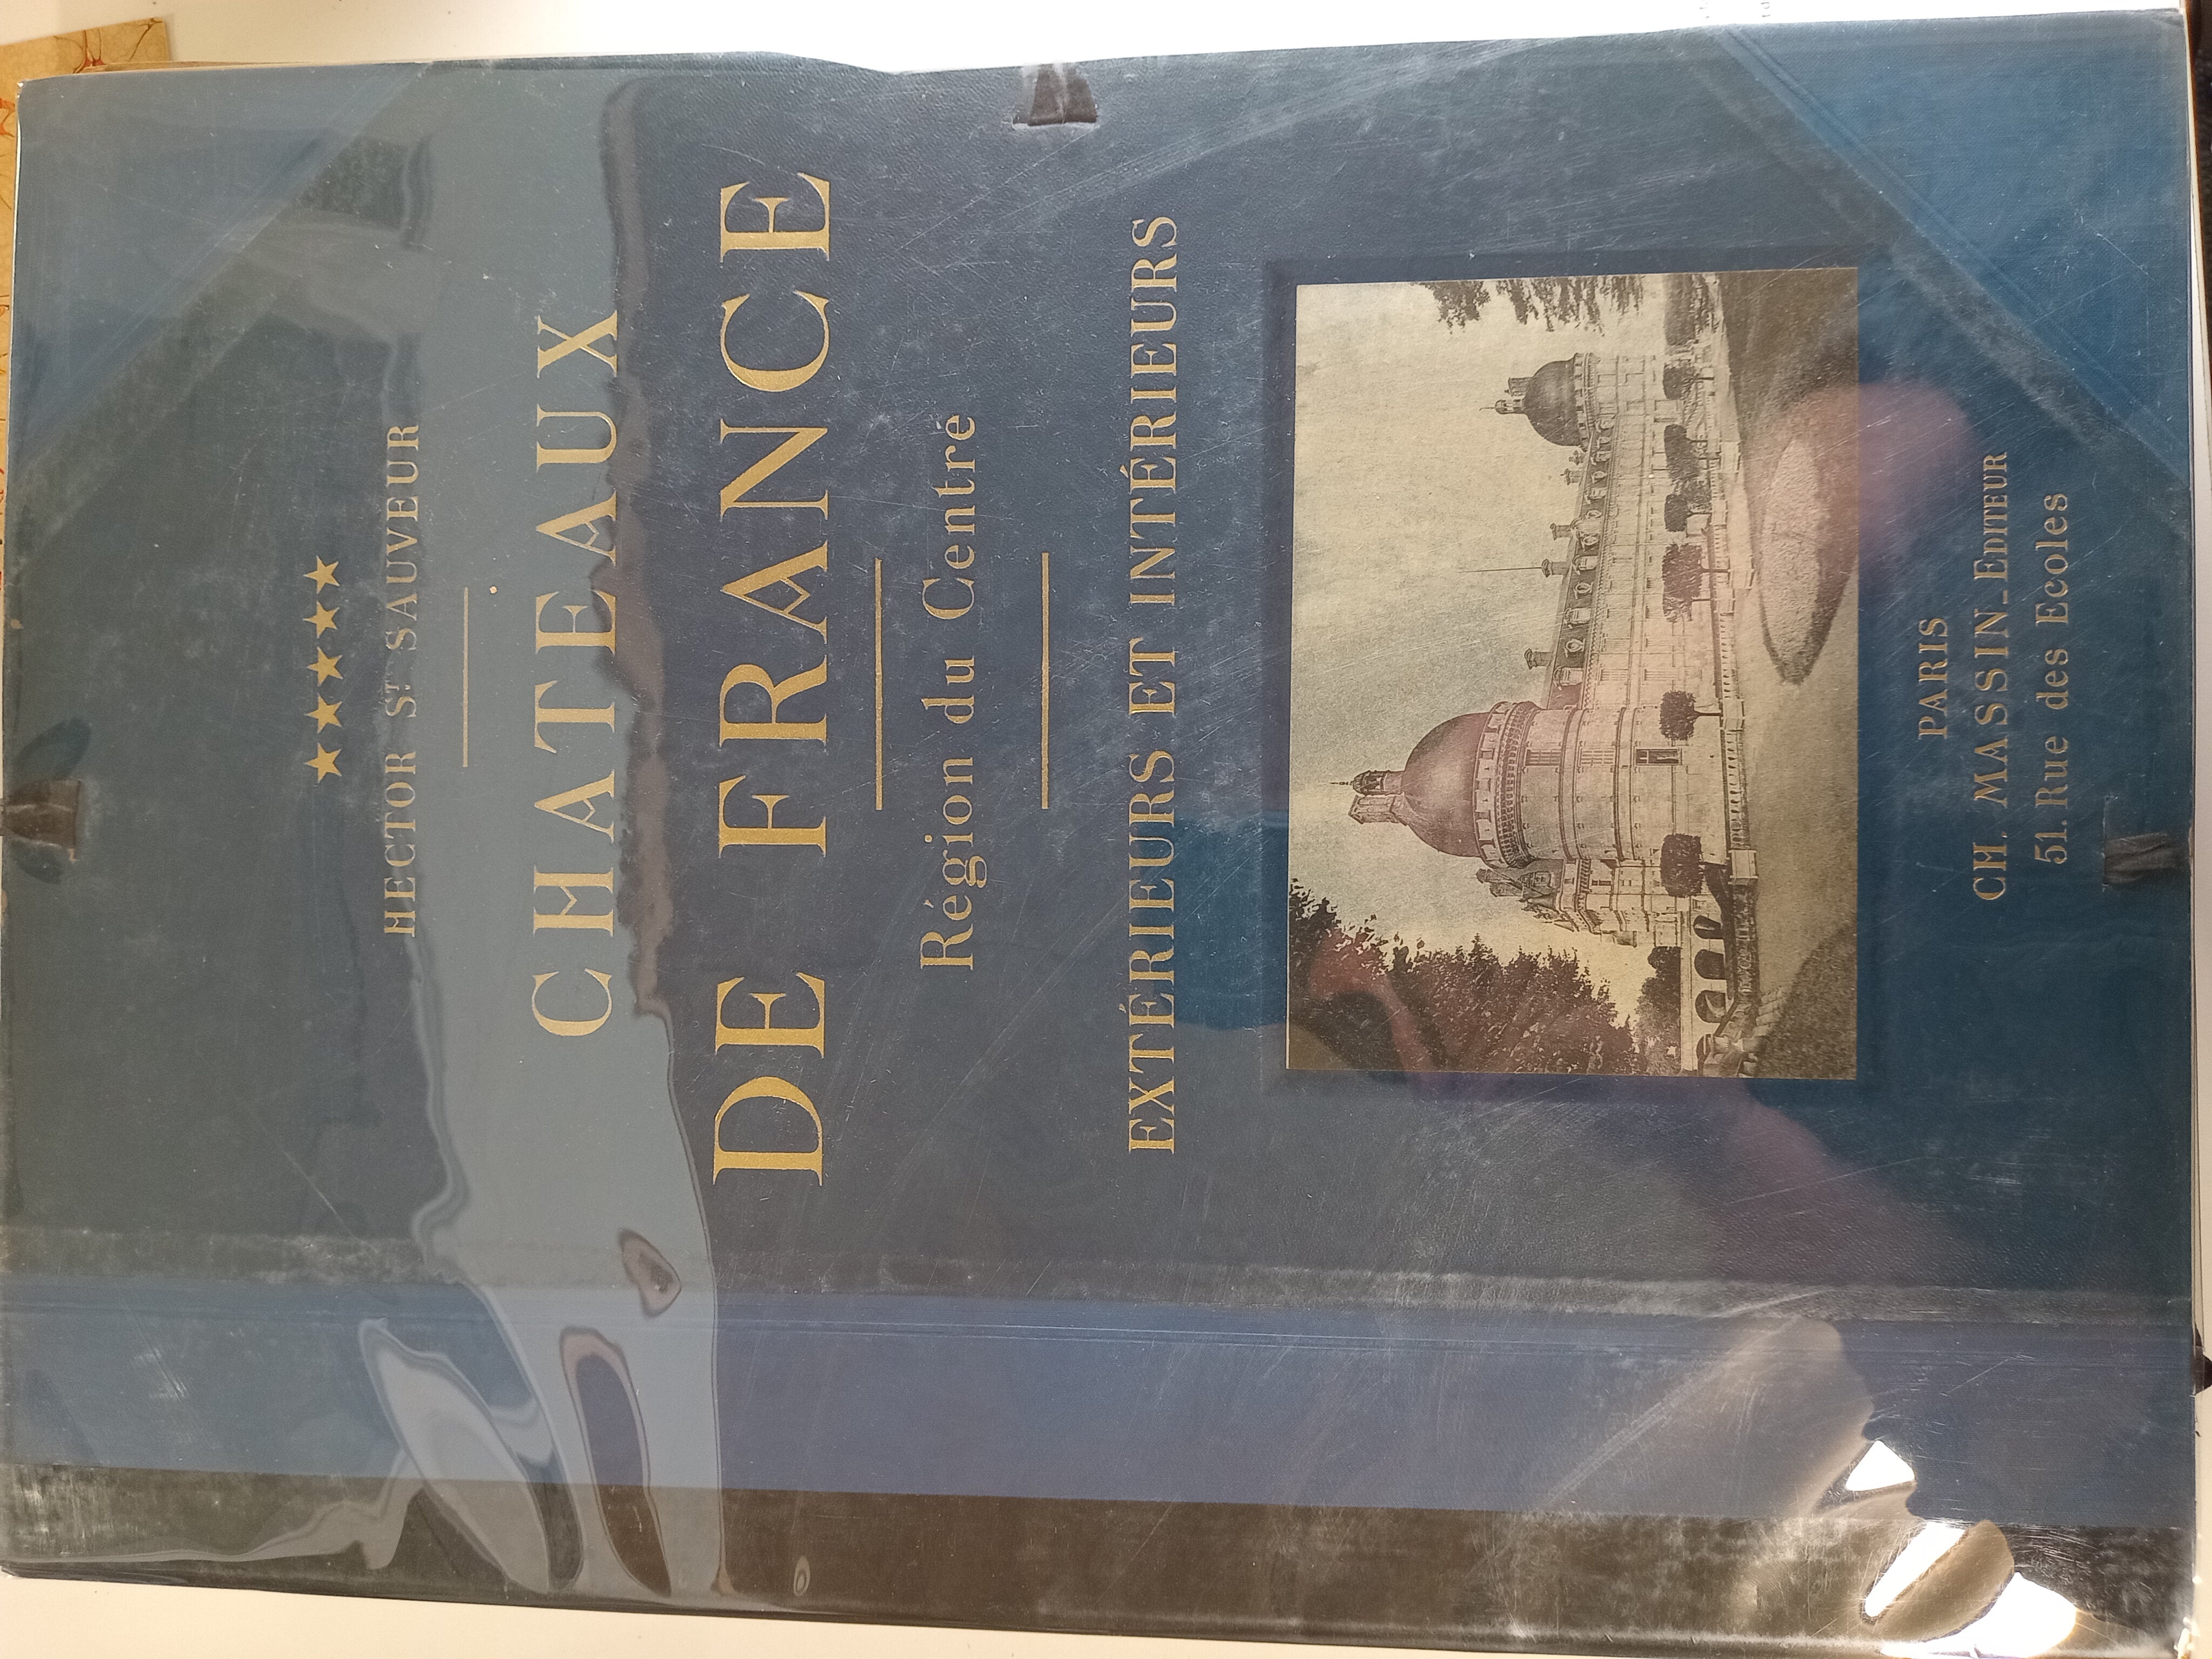 ★★★★
HECTOR ST SAUVEUR
CHATEAUX
DE FRANCE
Région du Centre
EXTÉRIEURS ET INTÉRIEURS
PARIS
CH. MASSIN_EDITEUR
51. Rue des Ecoles